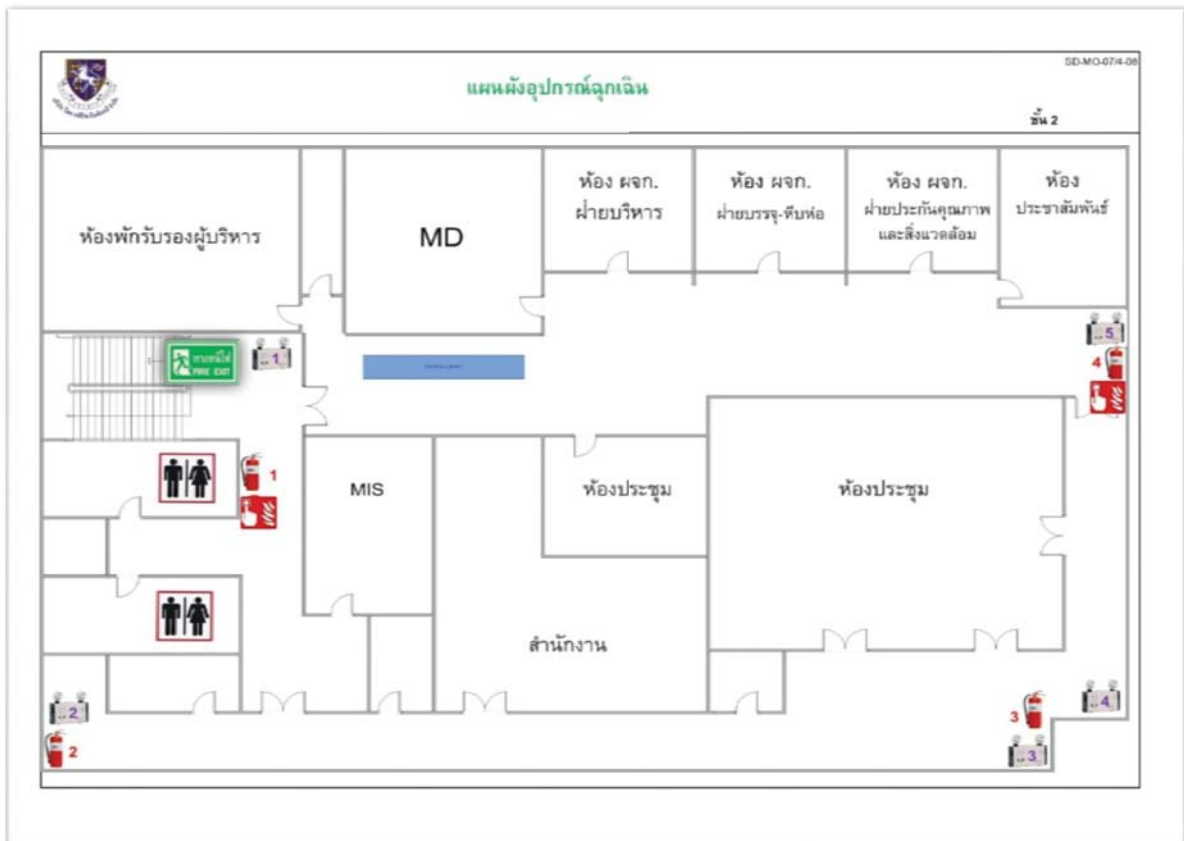 SD-MO-07/4-08
แผนผังอุปกรณ์ฉุกเฉิน
ชั้น 2
ห้องพักรับรองผู้บริหาร
MD
ห้อง ผจก.
ฝ่ายบริหาร
ห้อง ผจก.
ฝ่ายบรรจุ-หีบห่อ
ห้อง ผจก.
ฝ่ายประกันคุณภาพ
และสิ่งแวดล้อม
ห้อง
ประชาสัมพันธ์
ทางหนีไฟ
FIRE EXIT
1
5
4
1
MIS
ห้องประชุม
ห้องประชุม
สำนักงาน
2
2
3
4
3